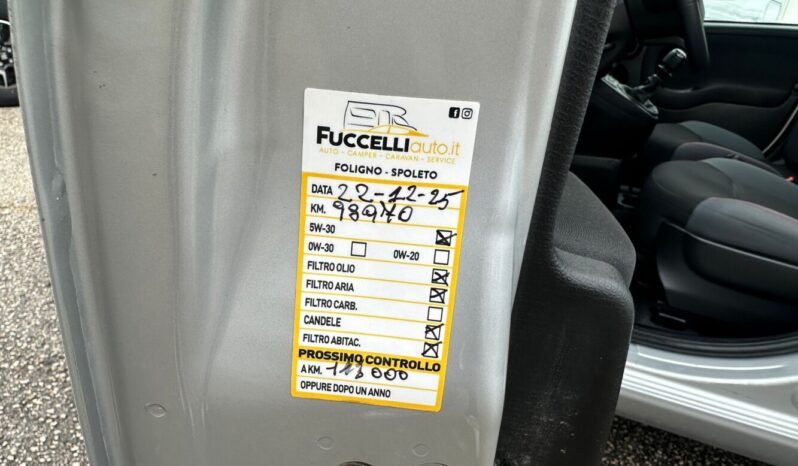 FUCCELLIauto.it
AUTO - CAMPER - CARAVAN - SERVICE
FOLIGNO - SPOLETO
DATA 22-12-25
KM. 98970
5W-30
0W-30 0W-20
FILTRO OLIO
FILTRO ARIA
FILTRO CARB.
CANDELE
FILTRO ABITAC.
PROSSIMO CONTROLLO
A KM. 113000
OPPURE DOPO UN ANNO